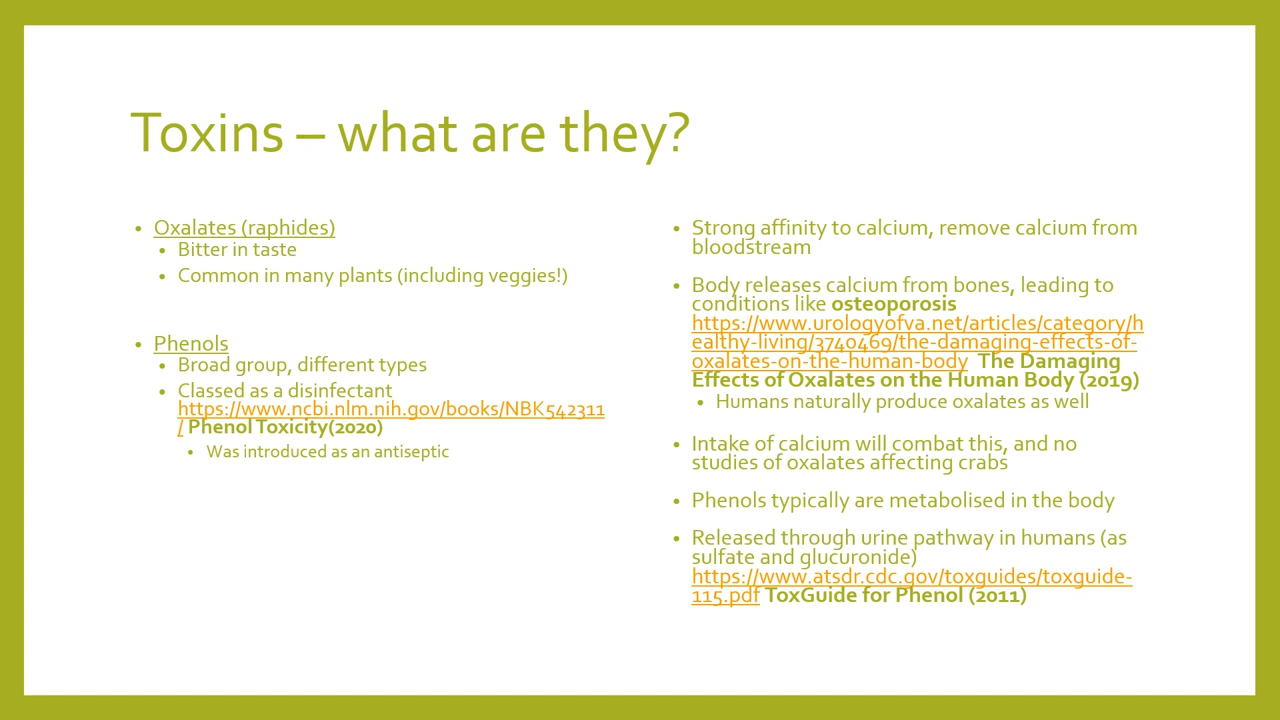 Toxins – what are they?
• Oxalates (raphides)
• Bitter in taste
• Common in many plants (including veggies!)
• Phenols
• Broad group, different types
• Classed as a disinfectant
https://www.ncbi.nlm.nih.gov/books/NBK542311
/ Phenol Toxicity(2020)
• Was introduced as an antiseptic
• Strong affinity to calcium, remove calcium from
bloodstream
• Body releases calcium from bones, leading to
conditions like osteoporosis
https://www.urologyofva.net/articles/category/h
ealthy-living/3740469/the-damaging-effects-of-
oxalates-on-the-human-body The Damaging
Effects of Oxalates on the Human Body (2019)
• Humans naturally produce oxalates as well
• Intake of calcium will combat this, and no
studies of oxalates affecting crabs
• Phenols typically are metabolised in the body
• Released through urine pathway in humans (as
sulfate and glucuronide)
https://www.atsdr.cdc.gov/toxguides/toxguide-
115.pdf ToxGuide for Phenol (2011)